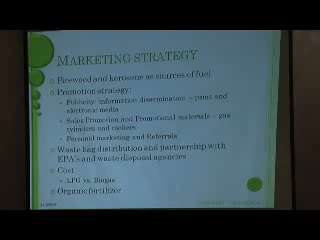 MARKETING STRATEGY
Firewood and kerosene as sources of fuel
Promotion strategy:
Publicity: information dissemination – print and
electronic media
Sales Promotion and Promotional materials – gas
cylinders and cookers
Personal marketing and Referrals
Waste bag distribution and partnership with
EPA's and waste disposal agencies
Cost
LPG vs. Biogas
Organic fertilizer